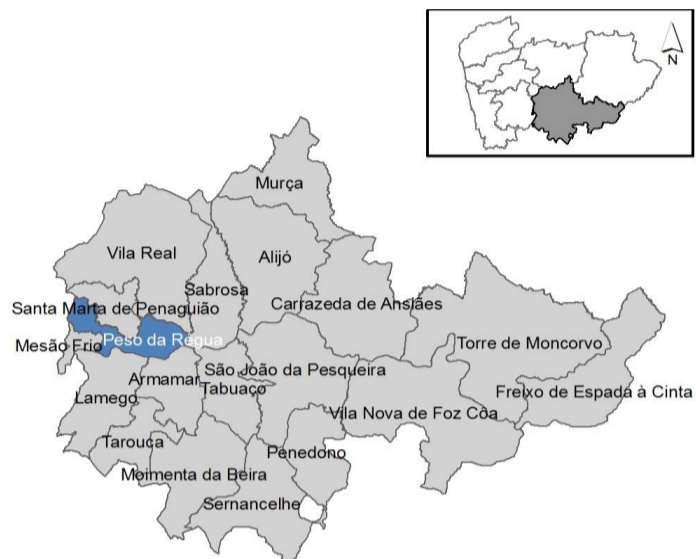 N
Murça
Vila Real
Alijó
Sabrosa
Carrazeda de Ansiães
Santa Marta de Penaguião
Peso da Régua
Mesão Frio
Torre de Moncorvo
São João da Pesqueira
Armamar
Tabuaço
Freixo de Espada à Cinta
Lamego
Vila Nova de Foz Côa
Tarouca
Penedono
Moimenta da Beira
Sernancelhe